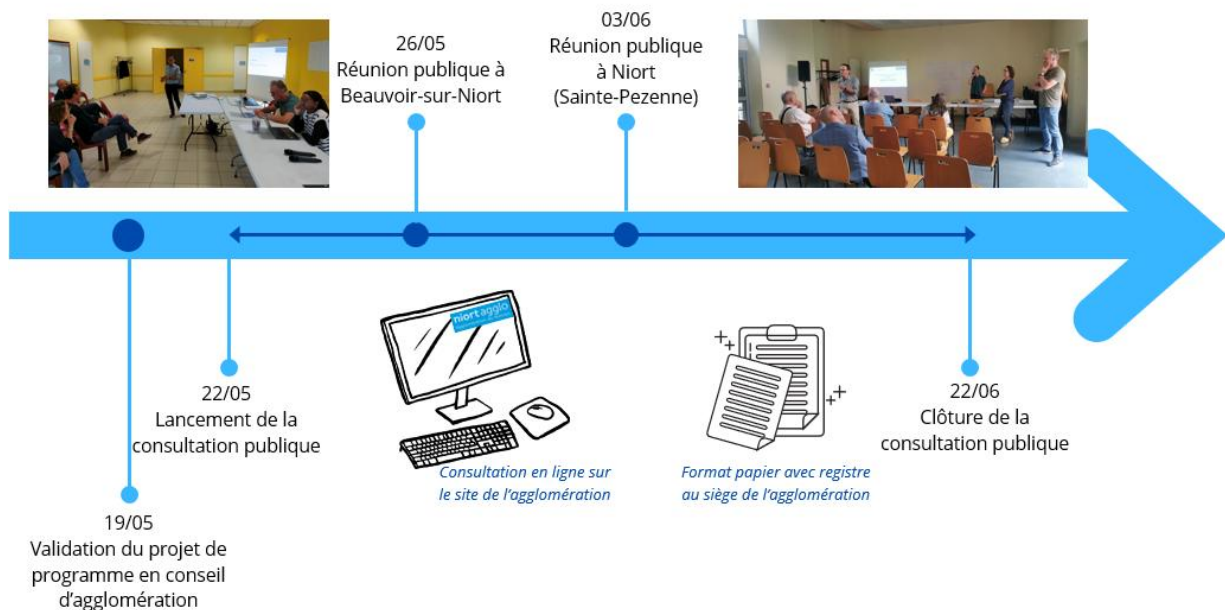 26/05
Réunion publique à
Beauvoir-sur-Niort
03/06
Réunion publique
à Niort
(Sainte-Pezenne)
22/05
Lancement de la
consultation publique
niort agglo
Consultation en ligne sur
le site de l’agglomération
Format papier avec registre
au siège de l’agglomération
22/06
Clôture de la
consultation publique
19/05
Validation du projet de
programme en conseil
d’agglomération